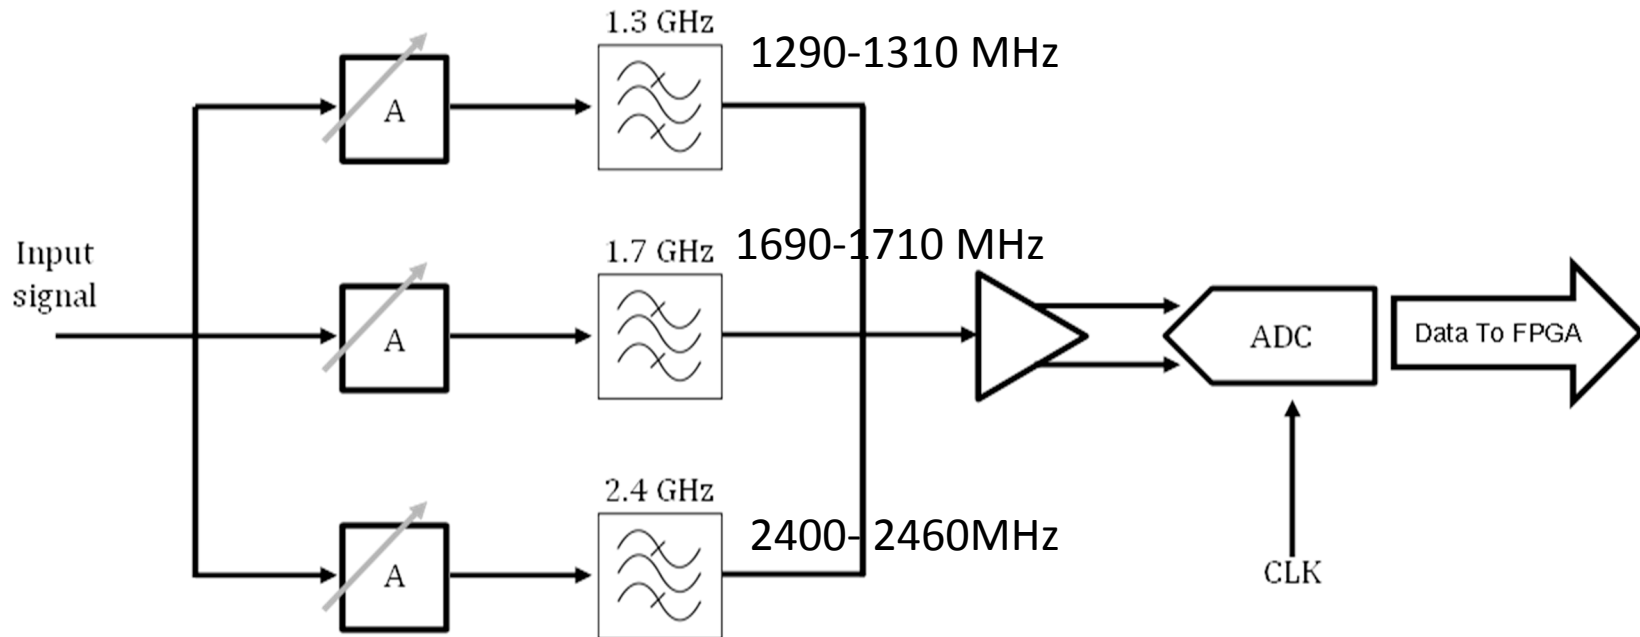 1.3 GHz
1290-1310 MHz
A
Input
signal
1.7 GHz
1690-1710 MHz
A
ADC
Data To FPGA
2.4 GHz
2400- 2460MHz
A
CLK